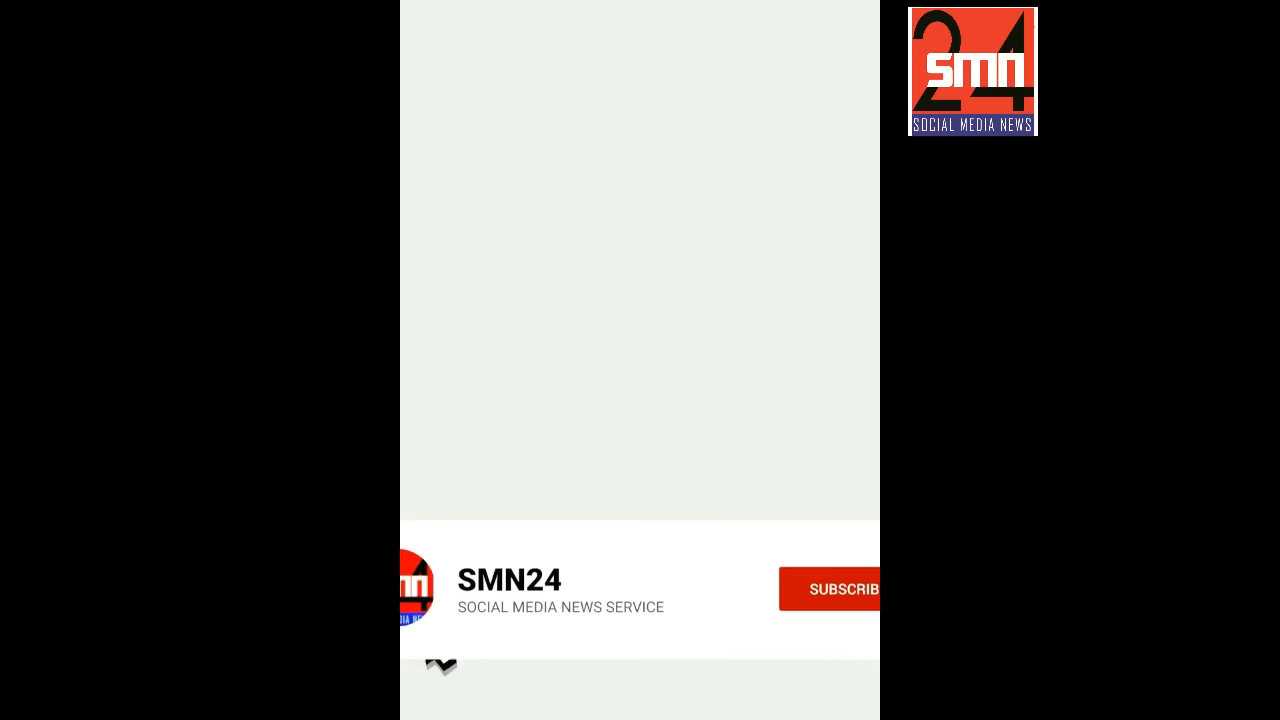 24
smn
SOCIAL MEDIA NEWS
SMN24
SOCIAL MEDIA NEWS SERVICE
SUBSCRIB